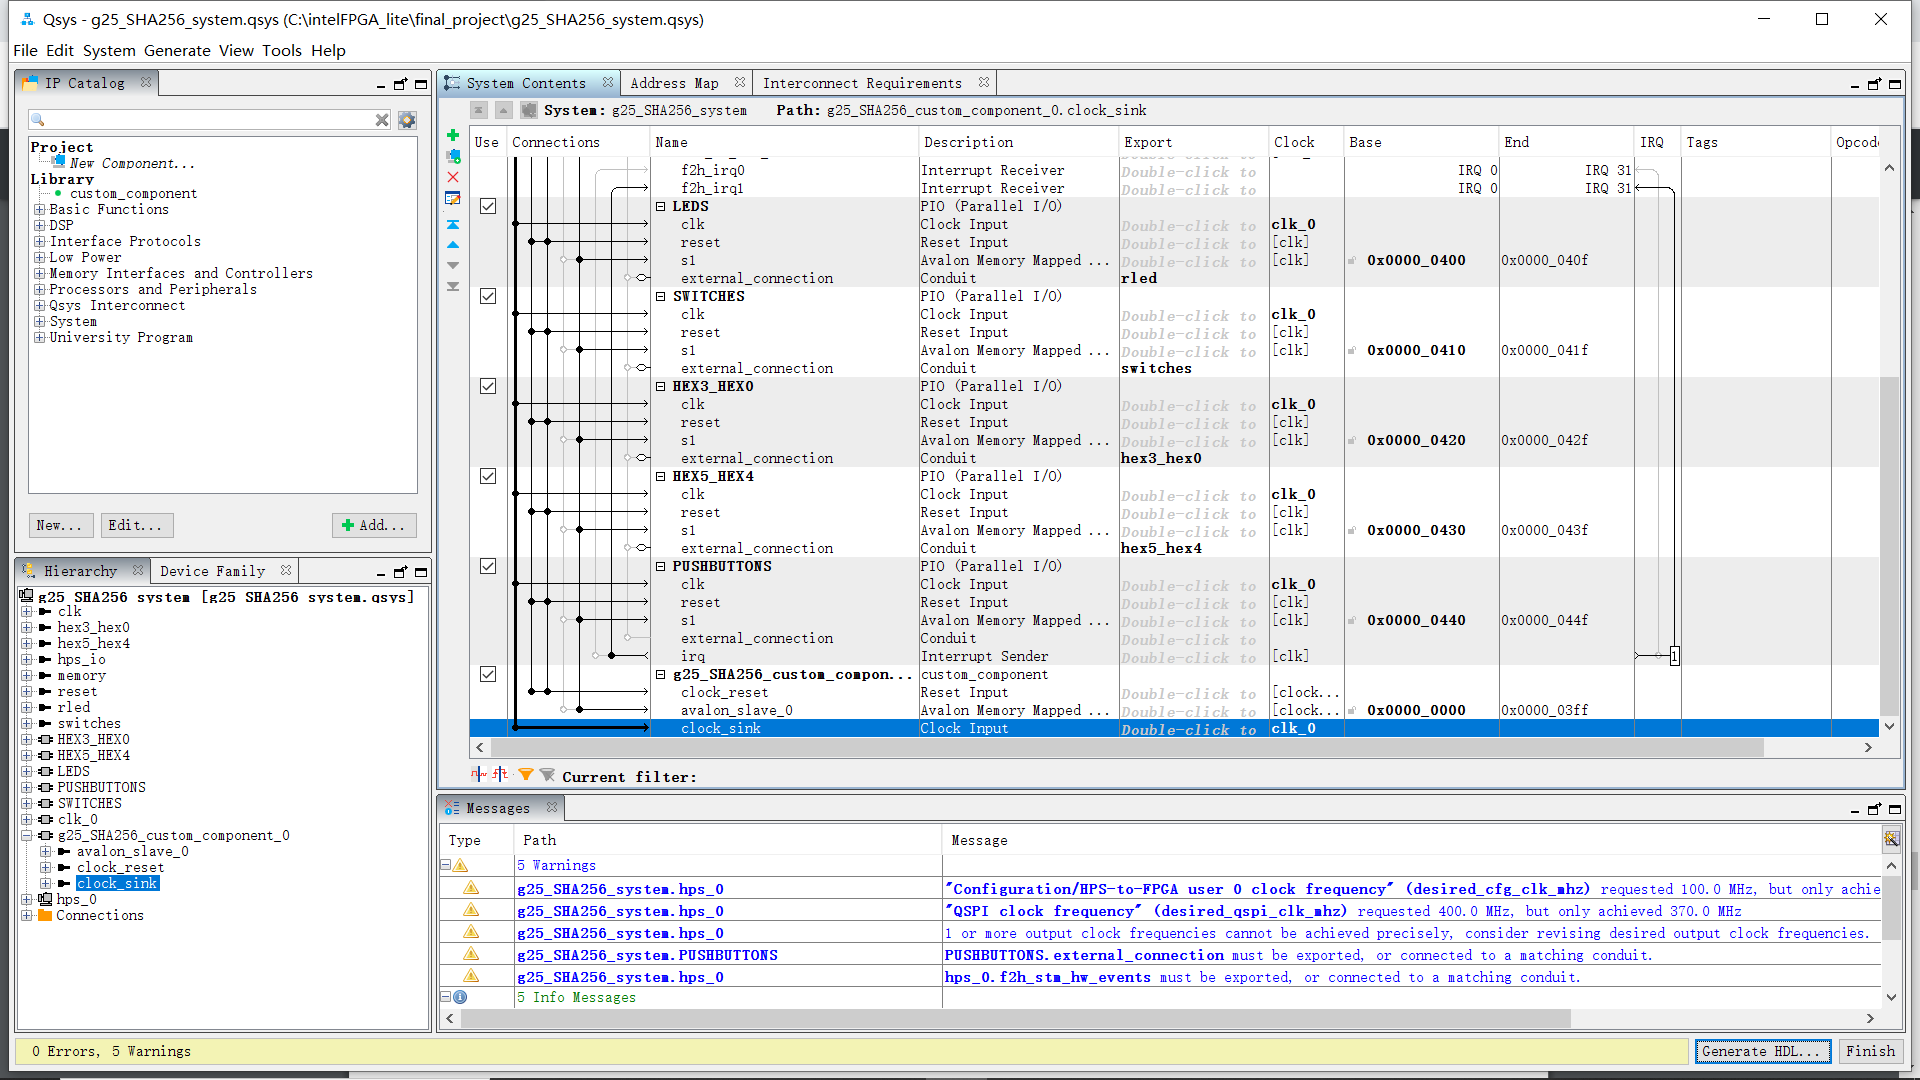 Qsys - g25_SHA256_system.qsys (C:\intelFPGA_lite\final_project\g25_SHA256_system.qsys)
File Edit System Generate View Tools Help
IP Catalog
Project
New Component...
Library
custom_component
Basic Functions
DSP
Interface Protocols
Low Power
Memory Interfaces and Controllers
Processors and Peripherals
Qsys Interconnect
System
University Program
New... Edit... Add...
Hierarchy Device Family
g25_SHA256_system [g25_SHA256_system.qsys]
clk
hex3_hex0
hex5_hex4
hps_io
memory
reset
rled
switches
HEX3_HEX0
HEX5_HEX4
LEDS
PUSHBUTTONS
SWITCHES
clk_0
g25_SHA256_custom_component_0
avalon_slave_0
clock_reset
clock_sink
hps_0
Connections
System Contents Address Map Interconnect Requirements
System: g25_SHA256_system Path: g25_SHA256_custom_component_0.clock_sink
Use Connections Name Description Export Clock Base End IRQ Tags Opcod
f2h_irq0 Interrupt Receiver Double-click to IRQ 0 IRQ 31
f2h_irq1 Interrupt Receiver Double-click to IRQ 0 IRQ 31
LEDS PIO (Parallel I/O)
clk Clock Input Double-click to clk_0
reset Reset Input Double-click to [clk]
s1 Avalon Memory Mapped ... Double-click to [clk] 0x0000_0400 0x0000_040f
external_connection Conduit rled
SWITCHES PIO (Parallel I/O)
clk Clock Input Double-click to clk_0
reset Reset Input Double-click to [clk]
s1 Avalon Memory Mapped ... Double-click to [clk] 0x0000_0410 0x0000_041f
external_connection Conduit switches
HEX3_HEX0 PIO (Parallel I/O)
clk Clock Input Double-click to clk_0
reset Reset Input Double-click to [clk]
s1 Avalon Memory Mapped ... Double-click to [clk] 0x0000_0420 0x0000_042f
external_connection Conduit hex3_hex0
HEX5_HEX4 PIO (Parallel I/O)
clk Clock Input Double-click to clk_0
reset Reset Input Double-click to [clk]
s1 Avalon Memory Mapped ... Double-click to [clk] 0x0000_0430 0x0000_043f
external_connection Conduit hex5_hex4
PUSHBUTTONS PIO (Parallel I/O)
clk Clock Input Double-click to clk_0
reset Reset Input Double-click to [clk]
s1 Avalon Memory Mapped ... Double-click to [clk] 0x0000_0440 0x0000_044f
external_connection Conduit Double-click to
irq Interrupt Sender Double-click to [clk] 1
g25_SHA256_custom_compon... custom_component
clock_reset Reset Input Double-click to [clock...
avalon_slave_0 Avalon Memory Mapped ... Double-click to [clock... 0x0000_0000 0x0000_03ff
clock_sink Clock Input Double-click to clk_0
Current filter:
Messages
Type Path Message
5 Warnings
g25_SHA256_system.hps_0 "Configuration/HPS-to-FPGA user 0 clock frequency" (desired_cfg_clk_mhz) requested 100.0 MHz, but only achie
g25_SHA256_system.hps_0 "QSPI clock frequency" (desired_qspi_clk_mhz) requested 400.0 MHz, but only achieved 370.0 MHz
g25_SHA256_system.hps_0 1 or more output clock frequencies cannot be achieved precisely, consider revising desired output clock frequencies.
g25_SHA256_system.PUSHBUTTONS PUSHBUTTONS.external_connection must be exported, or connected to a matching conduit.
g25_SHA256_system.hps_0 hps_0.f2h_stm_hw_events must be exported, or connected to a matching conduit.
5 Info Messages
0 Errors, 5 Warnings
Generate HDL... Finish